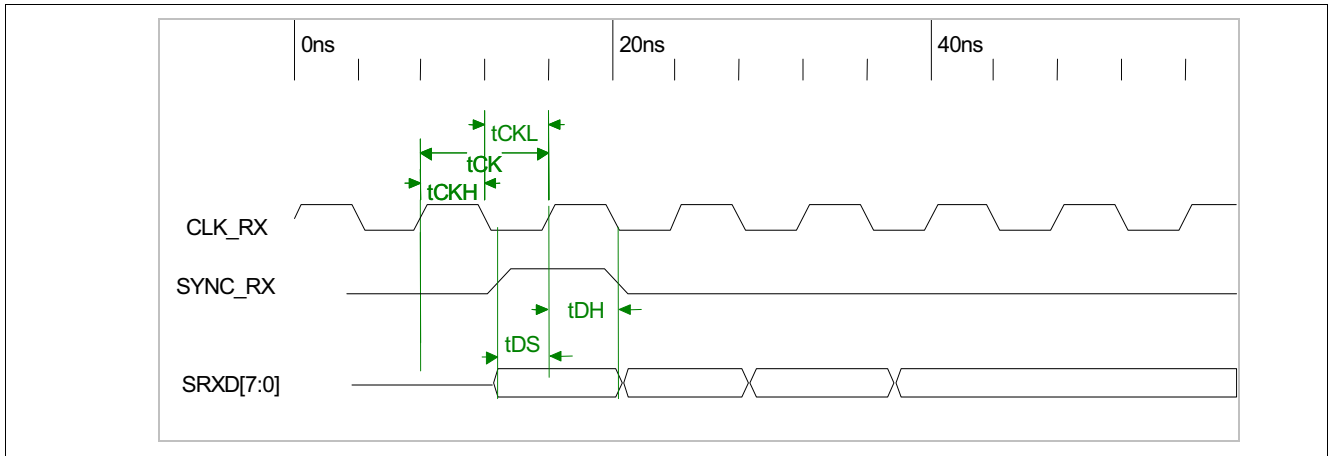 0ns 20ns 40ns
tCKL
tCK
tCKH
CLK_RX
SYNC_RX
tDH
tDS
SRXD[7:0]